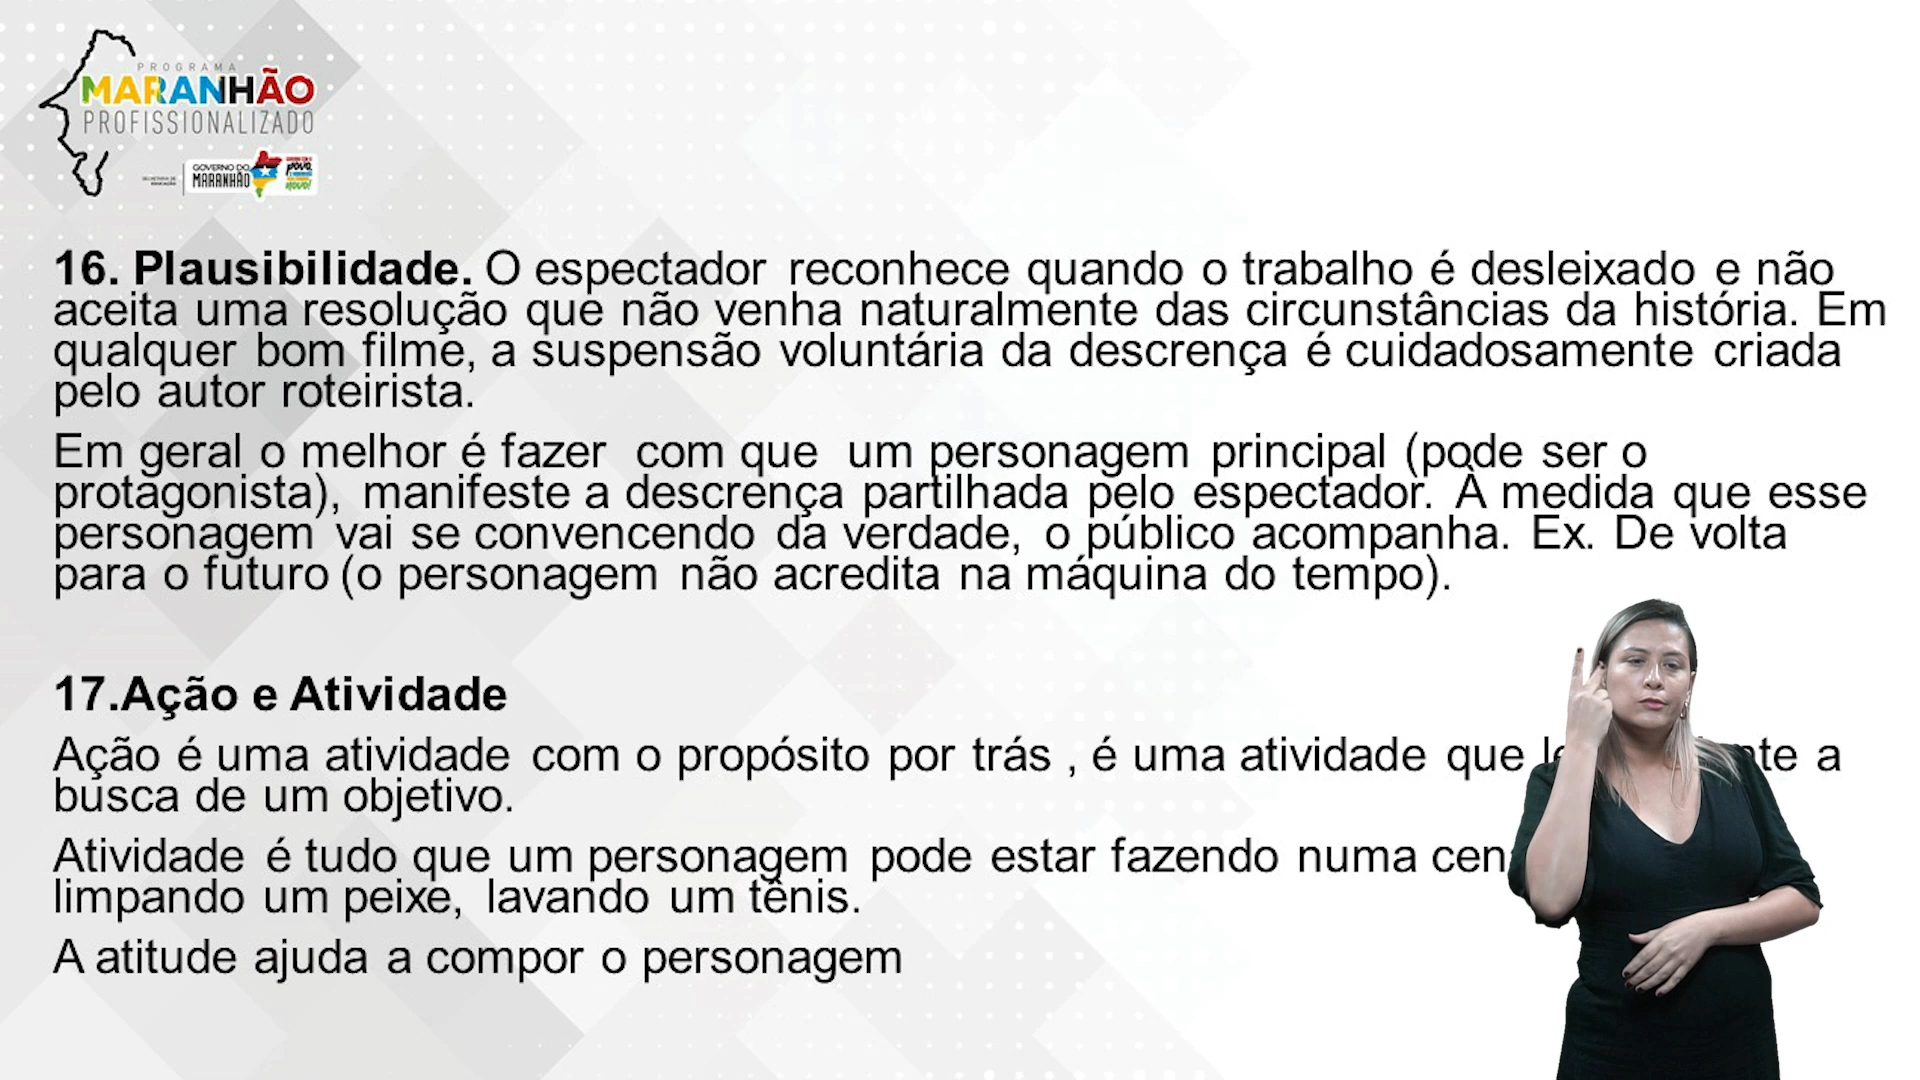 PROGRAMA
MARANHÃO
PROFISSIONALIZADO
GOVERNO DO
MARANHÃO
16. Plausibilidade. O espectador reconhece quando o trabalho é desleixado e não
aceita uma resolução que não venha naturalmente das circunstâncias da história. Em
qualquer bom filme, a suspensão voluntária da descrença é cuidadosamente criada
pelo autor roteirista.
Em geral o melhor é fazer com que um personagem principal (pode ser o
protagonista), manifeste a descrença partilhada pelo espectador. À medida que esse
personagem vai se convencendo da verdade, o público acompanha. Ex. De volta
para o futuro (o personagem não acredita na máquina do tempo).
17.Ação e Atividade
Ação é uma atividade com o propósito por trás , é uma atividade que a
busca de um objetivo.
Atividade é tudo que um personagem pode estar fazendo numa
limpando um peixe, lavando um tênis.
A atitude ajuda a compor o personagem